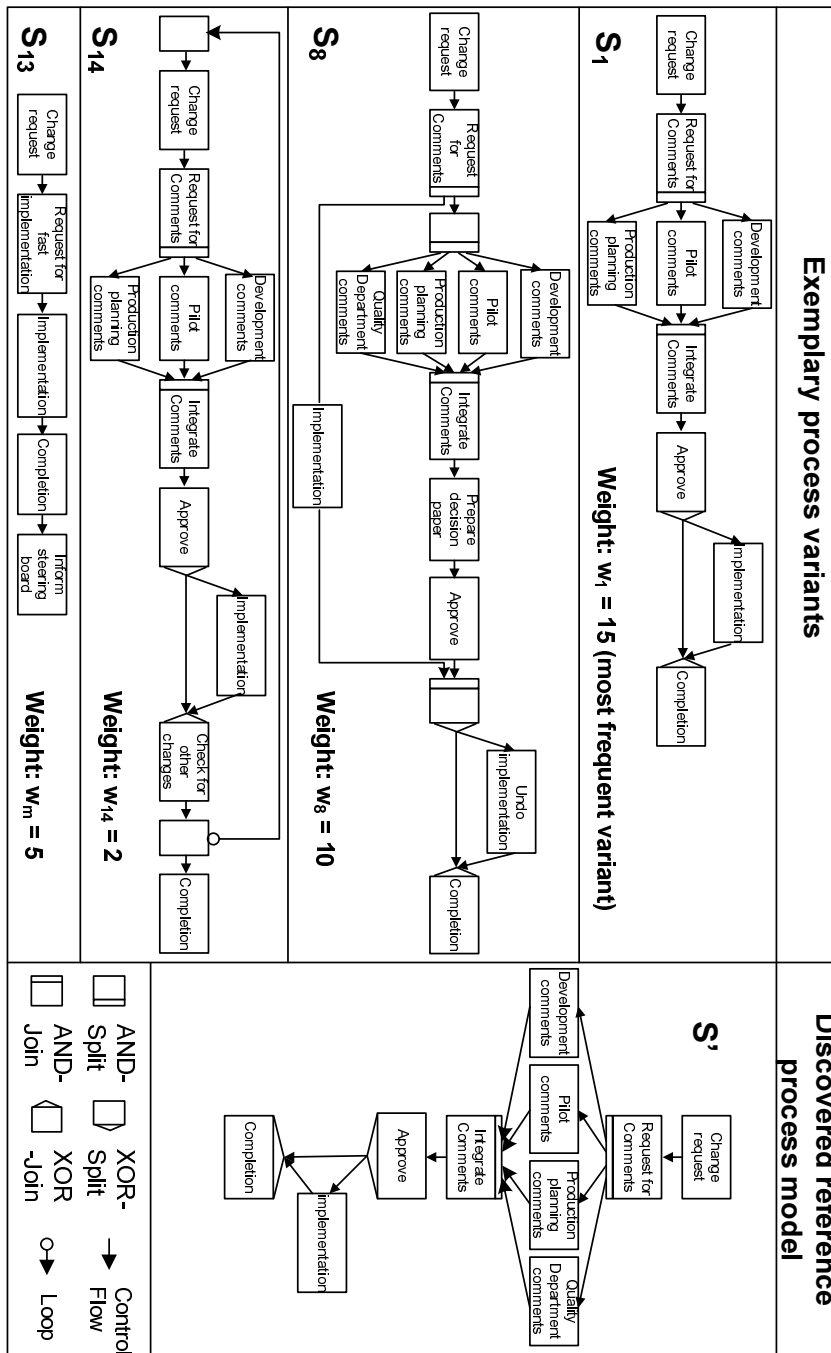 Exemplary process variants
S1
Change
request
Request for
Comments
Development
comments
Pilot
comments
Production
planning
comments
Integrate
Comments
Approve
Implementation
Completion
Weight: w1 = 15 (most frequent variant)
S8
Change
request
Request
for
Comments
Development
comments
Pilot
comments
Production
planning
comments
Quality
Department
comments
Implementation
Integrate
Comments
Prepare
decision
paper
Approve
Undo
implementation
Completion
Weight: w8 = 10
S14
Change
request
Request for
Comments
Development
comments
Pilot
comments
Production
planning
comments
Integrate
Comments
Approve
Implementation
Check for
other
changes
Completion
Weight: w14 = 2
S13
Change
request
Request for
fast
implementation
Implementation
Completion
Inform
steering
board
Weight: wm = 5
Discovered reference
process model
S'
Change
request
Request for
Comments
Development
comments
Pilot
comments
Production
planning
comments
Quality
Department
comments
Integrate
Comments
Approve
implementation
Completion
AND-
Split
XOR-
Split
Control
Flow
AND-
Join
XOR
-Join
Loop